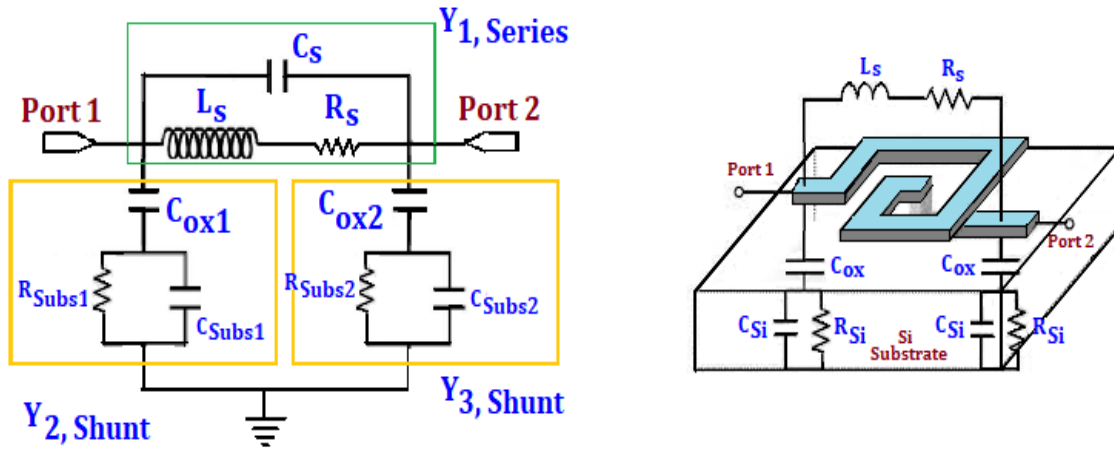 Y1, Series
Cs
Port 1
Ls
Rs
Port 2
Cox1
Cox2
RSubs1
CSubs1
RSubs2
CSubs2
Y2, Shunt
Y3, Shunt
Ls
Rs
Port 1
Port 2
Cox
Cox
CSi
RSi
Si
Substrate
CSi
RSi